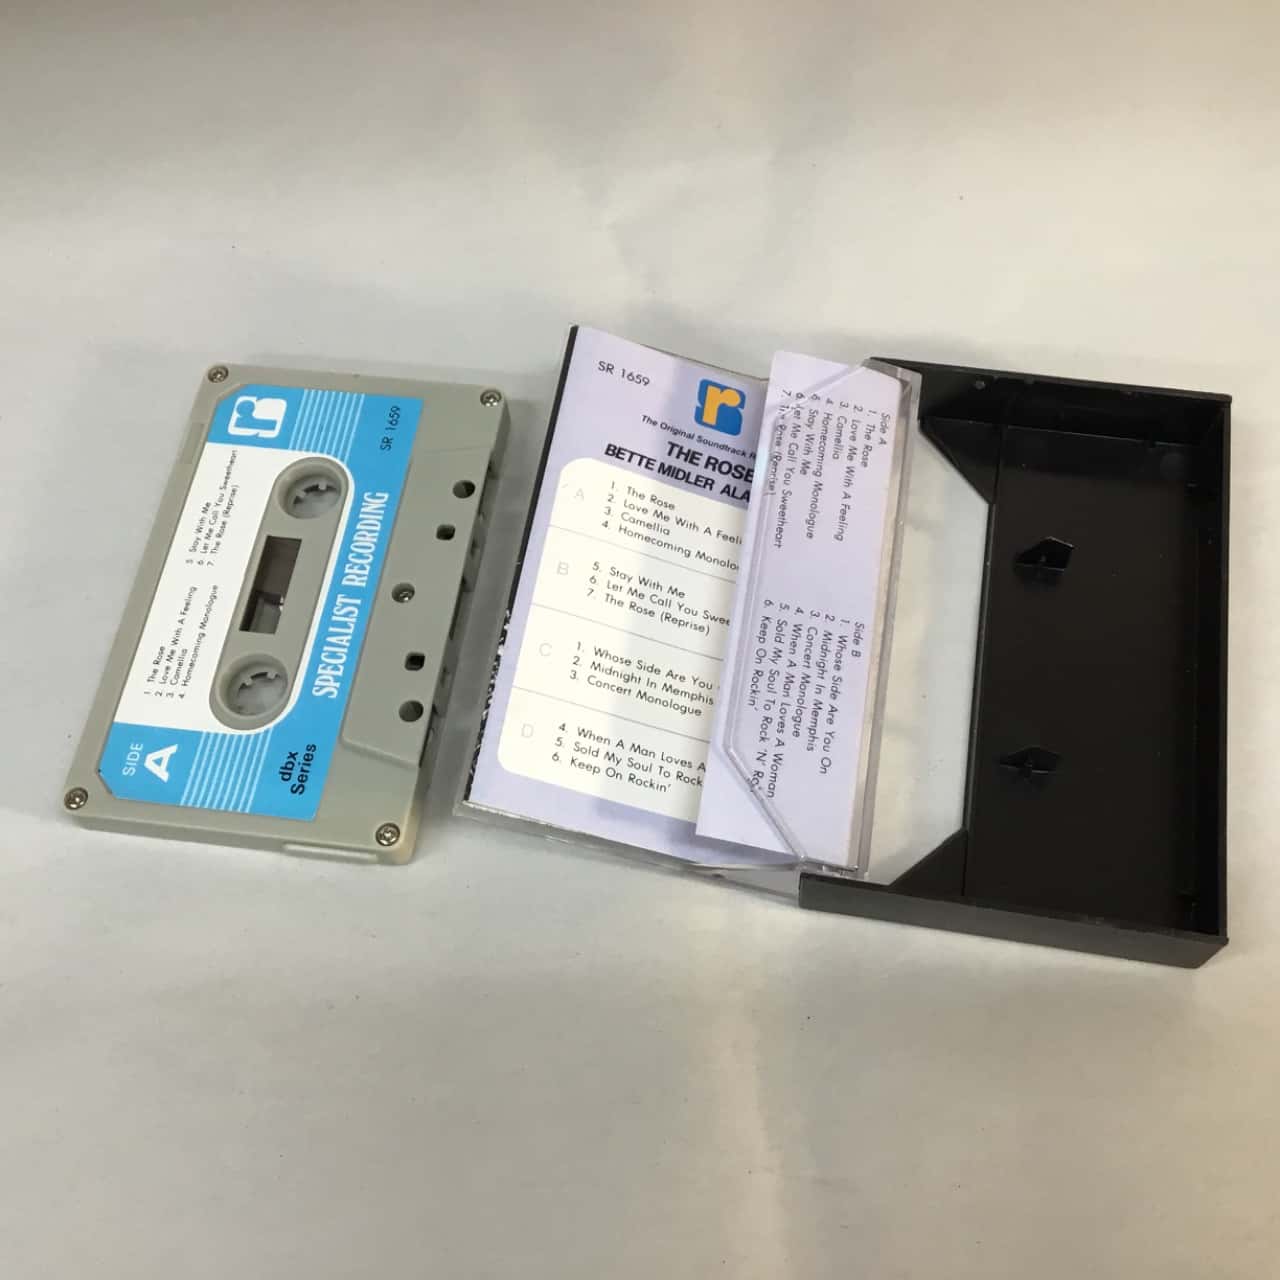 SR 1659
SPECIALIST RECORDING
dbx
Series
SIDE
A
1. The Rose
2. Love Me With A Feeling
3. Camellia
4. Homecoming Monologue
5. Stay With Me
6. Let Me Call You Sweetheart
7. The Rose (Reprise)
SR 1659
r
The Original Soundtrack
THE ROSE
BETTE MIDLER ALA
A
1. The Rose
2. Love Me With A Feeli
3. Camellia
4. Homecoming Monolo
B
5. Stay With Me
6. Let Me Call You Swee
7. The Rose (Reprise)
C
1. Whose Side Are You
2. Midnight In Memphis
3. Concert Monologue
D
4. When A Man Loves A
5. Sold My Soul To Rock
6. Keep On Rockin'
Side A
1. The Rose
2. Love Me With A Feeling
3. Camellia
4. Homecoming Monologue
5. Stay With Me
6. Let Me Call You Sweetheart
7. The Rose (Reprise)
Side B
1. Whose Side Are You On
2. Midnight In Memphis
3. Concert Monologue
4. When A Man Loves A Woman
5. Sold My Soul To Rock 'N' Roll
6. Keep On Rockin'